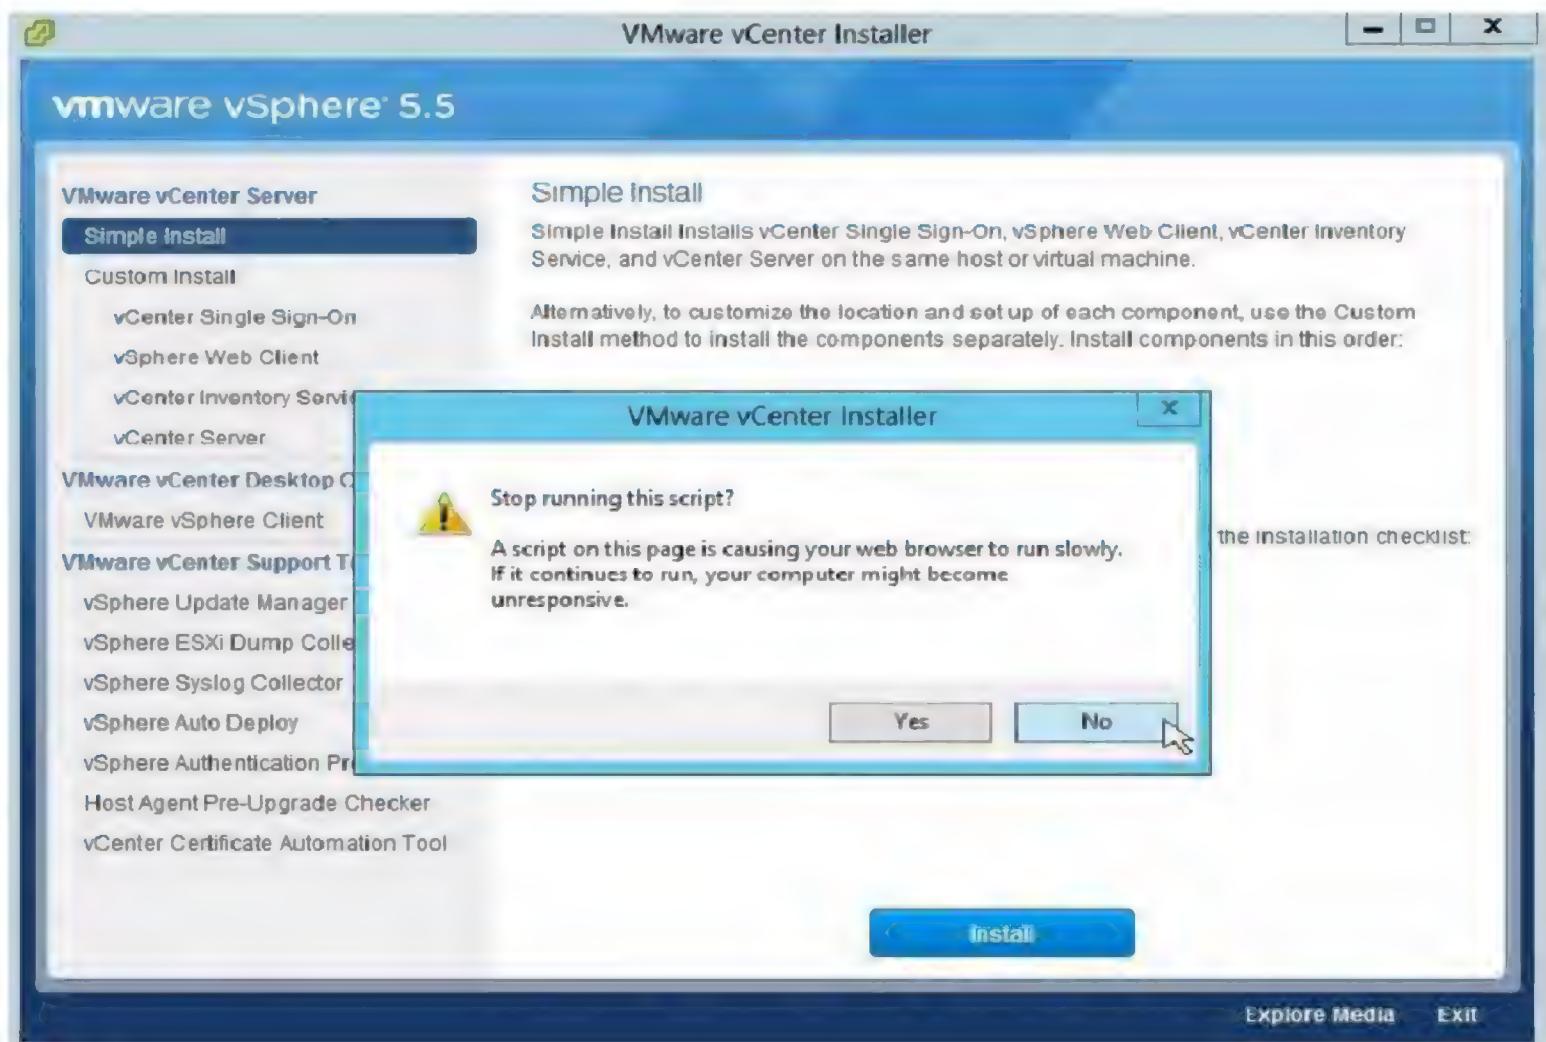 VMware vCenter Installer
vmware vSphere 5.5
VMware vCenter Server
Simple Install
Custom Install
vCenter Single Sign-On
vSphere Web Client
vCenter Inventory Servi
vCenter Server
VMware vCenter Desktop C
VMware vSphere Client
VMware vCenter Support T
vSphere Update Manager
vSphere ESXi Dump Colle
vSphere Syslog Collector
vSphere Auto Deploy
vSphere Authentication Pr
Host Agent Pre-Upgrade Checker
vCenter Certificate Automation Tool
Simple Install
Simple Install Installs vCenter Single Sign-On, vSphere Web Client, vCenter Inventory
Service, and vCenter Server on the same host or virtual machine.
Alternatively, to customize the location and set up of each component, use the Custom
Install method to install the components separately. Install components in this order:
the installation checklist:
VMware vCenter Installer
Stop running this script?
A script on this page is causing your web browser to run slowly.
If it continues to run, your computer might become
unresponsive.
Yes
No
Install
Explore Media
Exit